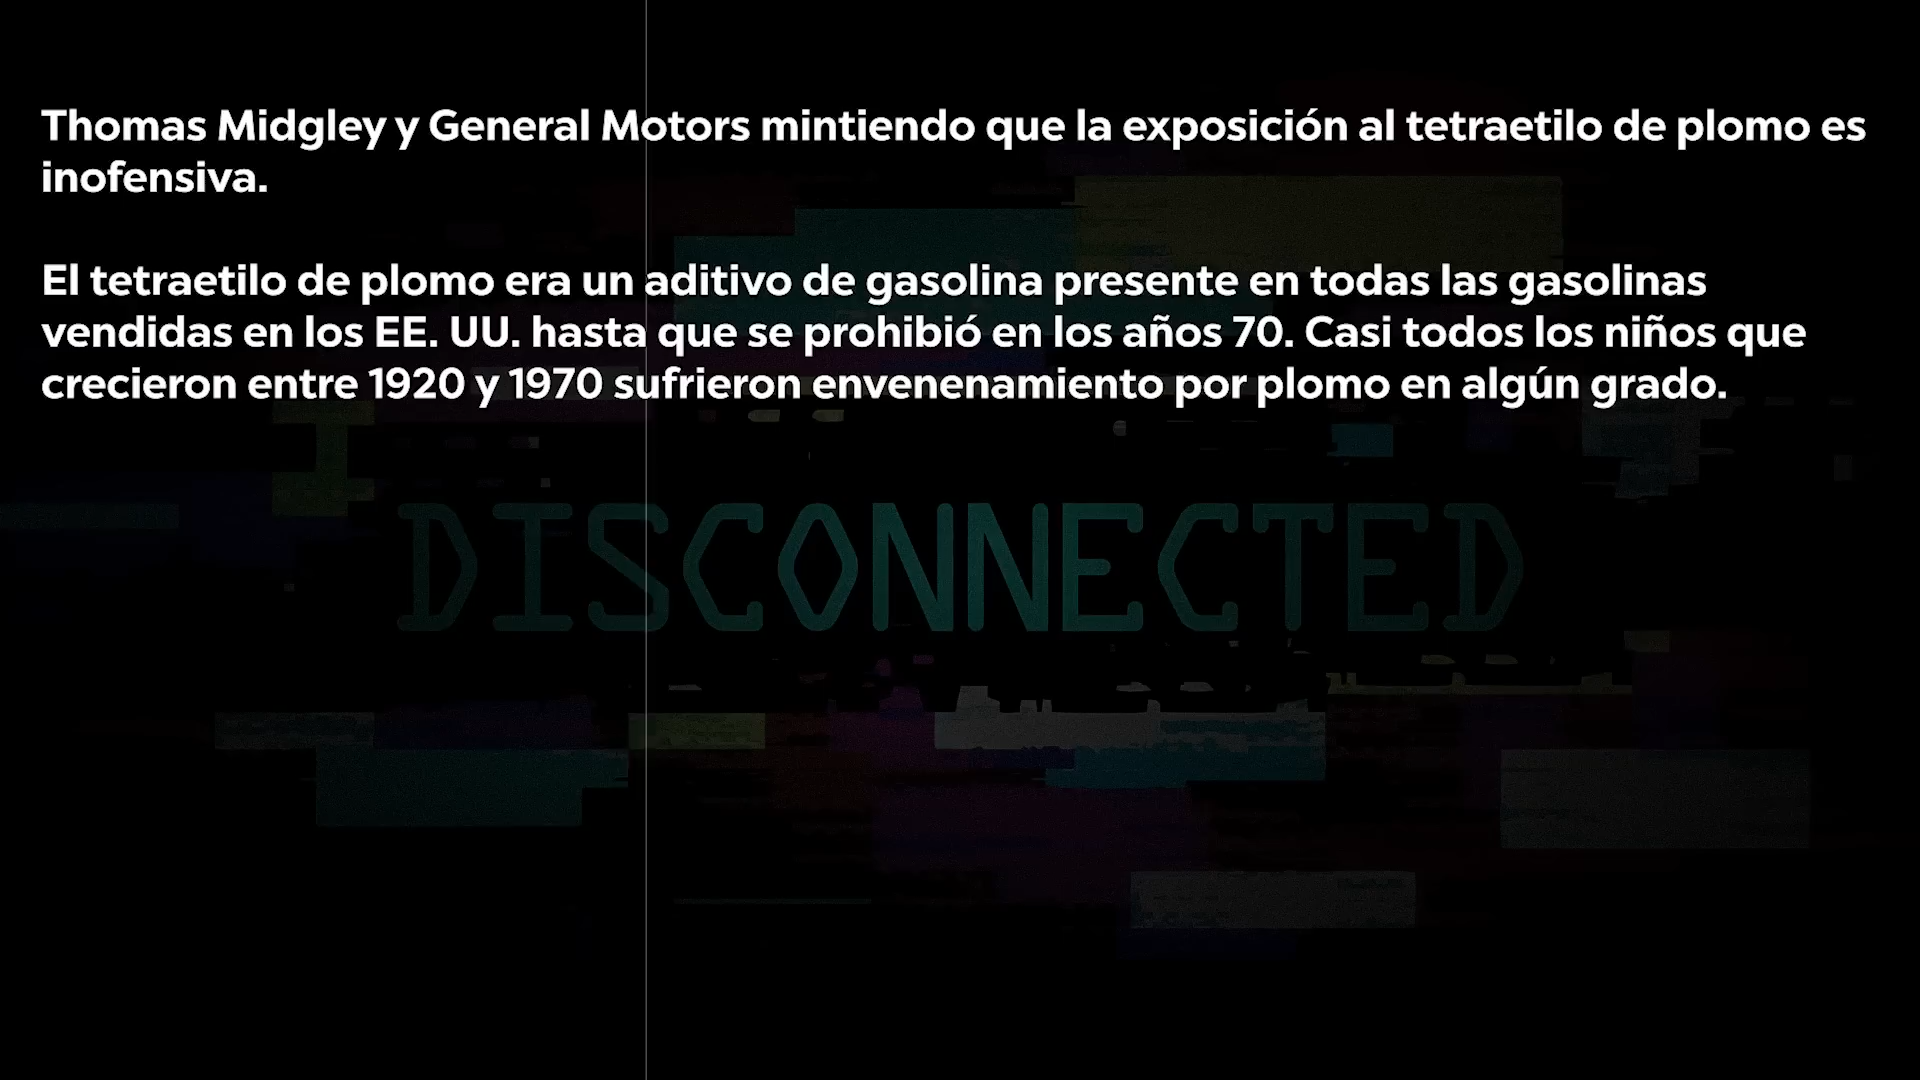 Thomas Midgley y General Motors mintiendo que la exposición al tetraetilo de plomo es
inofensiva.
El tetraetilo de plomo era un aditivo de gasolina presente en todas las gasolinas
vendidas en los EE. UU. hasta que se prohibió en los años 70. Casi todos los niños que
crecieron entre 1920 y 1970 sufrieron envenenamiento por plomo en algún grado.
DISCONNECTED